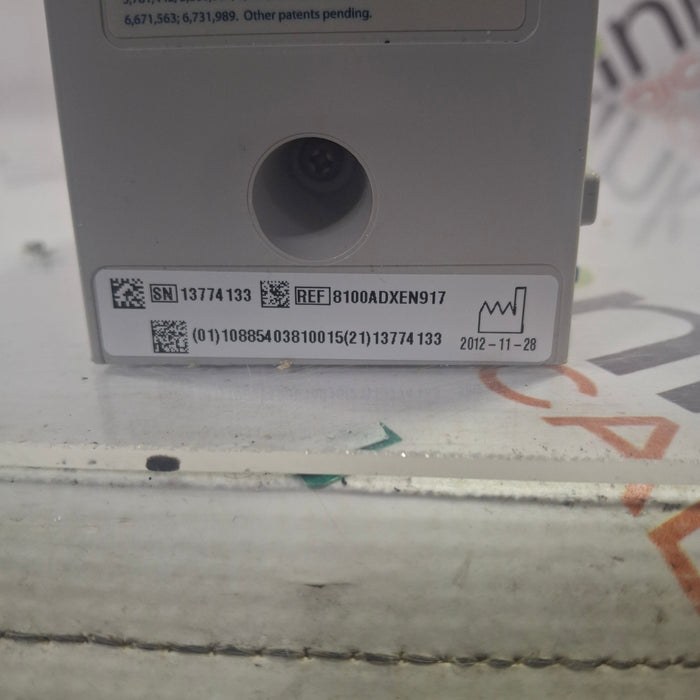 6,671,563; 6,731,989. Other patents pending.
SN 13774133 REF 8100ADXEN917
(01)10885403810015(21)13774133
2012-11-28